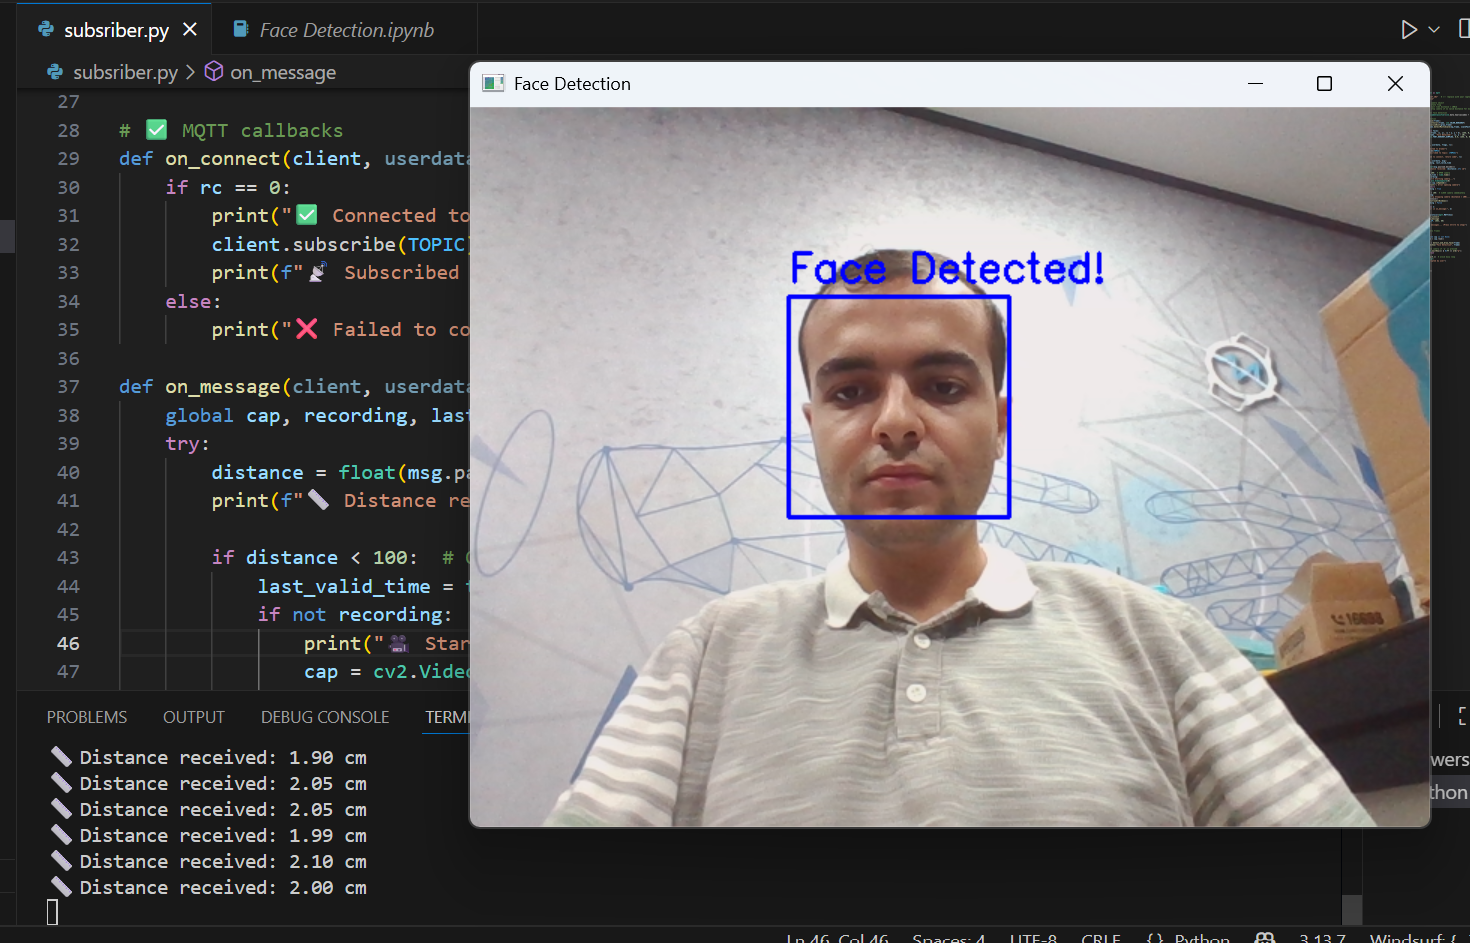 subsriber.py
Face Detection.ipynb
subsriber.py > on_message
27
28 # ✅ MQTT callbacks
29 def on_connect(client, userdata
30 if rc == 0:
31 print("✅ Connected to
32 client.subscribe(TOPIC)
33 print(f"📡 Subscribed
34 else:
35 print("❌ Failed to co
36
37 def on_message(client, userdata
38 global cap, recording, las
39 try:
40 distance = float(msg.pa
41 print(f"📏 Distance re
42
43 if distance < 100: #
44 last_valid_time =
45 if not recording:
46 print("🎥 Star
47 cap = cv2.Video
Face Detection
Face Detected!
16608
PROBLEMS OUTPUT DEBUG CONSOLE TERMI
📏 Distance received: 1.90 cm
📏 Distance received: 2.05 cm
📏 Distance received: 2.05 cm
📏 Distance received: 1.99 cm
📏 Distance received: 2.10 cm
📏 Distance received: 2.00 cm
wers
thon
Ln 46, Col 46 Spaces: 4 UTF-8 CRLF {} Python 3.13.7 Windsurf: {